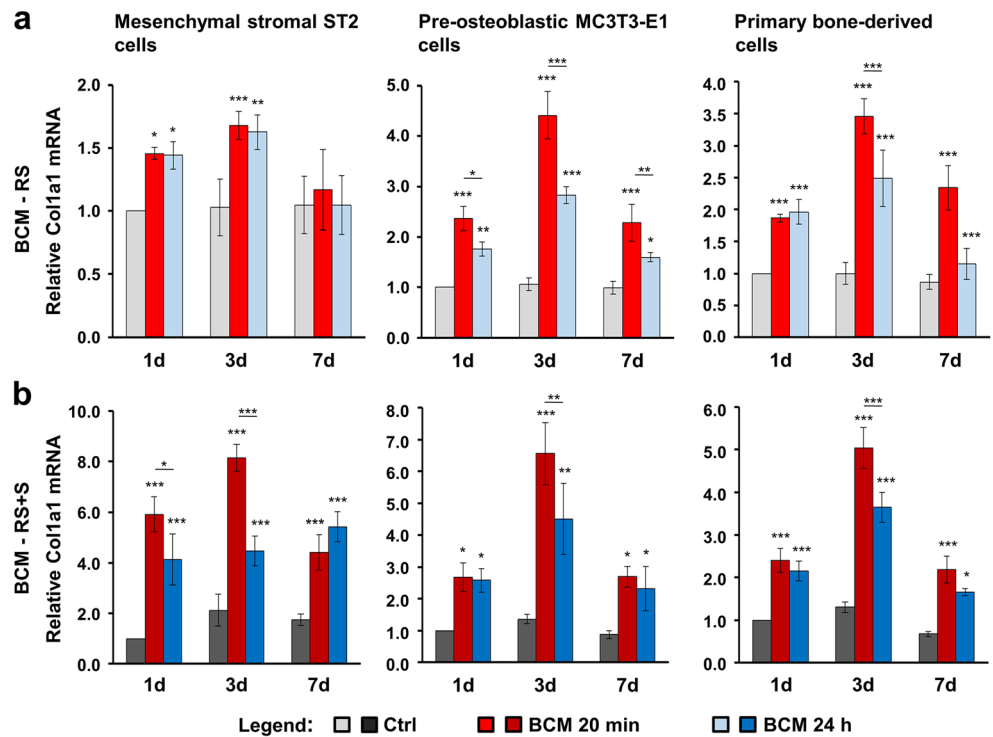 a
Mesenchymal stromal ST2
cells
Pre-osteoblastic MC3T3-E1
cells
Primary bone-derived
cells
BCM - RS
Relative Col1a1 mRNA
2.0
1.5
1.0
0.5
0.0
* * *** **
1d 3d 7d
5.0
4.0
3.0
2.0
1.0
0.0
*** ** * *** *** *** *** * **
1d 3d 7d
4.0
3.5
3.0
2.5
2.0
1.5
1.0
0.5
0.0
*** *** *** *** *** *** ***
1d 3d 7d
b
BCM - RS+S
Relative Col1a1 mRNA
10.0
8.0
6.0
4.0
2.0
0.0
*** *** * *** *** *** *** ***
1d 3d 7d
8.0
7.0
6.0
5.0
4.0
3.0
2.0
1.0
0.0
* * *** ** ** * *
1d 3d 7d
6.0
5.0
4.0
3.0
2.0
1.0
0.0
*** *** *** *** *** *** *
1d 3d 7d
Legend: Ctrl BCM 20 min BCM 24 h